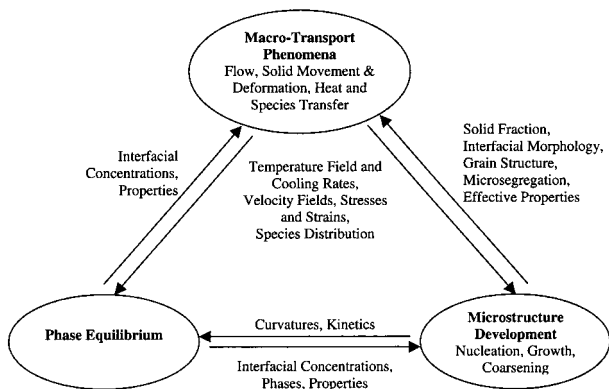 Macro-Transport
Phenomena
Flow, Solid Movement &
Deformation, Heat and
Species Transfer
Interfacial
Concentrations,
Properties
Temperature Field and
Cooling Rates,
Velocity Fields, Stresses
and Strains,
Species Distribution
Solid Fraction,
Interfacial Morphology,
Grain Structure,
Microsegregation,
Effective Properties
Phase Equilibrium
Curvatures, Kinetics
Interfacial Concentrations,
Phases, Properties
Microstructure
Development
Nucleation, Growth,
Coarsening